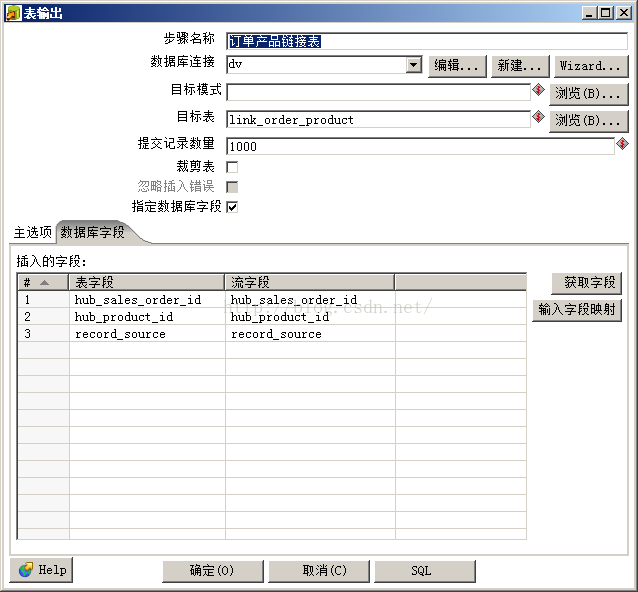 表输出
步骤名称 订单产品链接表
数据库连接 dv 编辑... 新建... Wizard...
目标模式 浏览(B)...
目标表 link_order_product 浏览(B)...
提交记录数量 1000
裁剪表
忽略插入错误
指定数据库字段
主选项 数据库字段
插入的字段:
# 表字段 流字段 获取字段
1 hub_sales_order_id hub_sales_order_id
2 hub_product_id hub_product_id 输入字段映射
3 record_source record_source
http://blog.csdn.net/
Help 确定(O) 取消(C) SQL